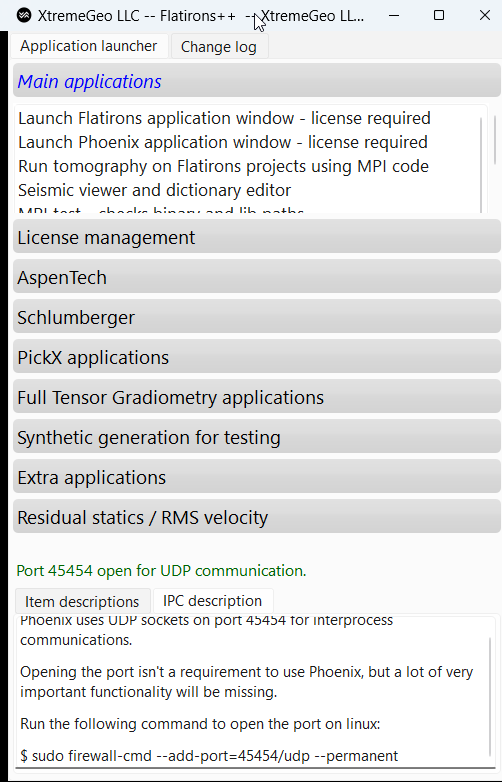 XtremeGeo LLC -- Flatirons++ -- XtremeGeo LL...
Application launcher
Change log
Main applications
Launch Flatirons application window - license required
Launch Phoenix application window - license required
Run tomography on Flatirons projects using MPI code
Seismic viewer and dictionary editor
MPI test - checks binary and lib paths
License management
AspenTech
Schlumberger
PickX applications
Full Tensor Gradiometry applications
Synthetic generation for testing
Extra applications
Residual statics / RMS velocity
Port 45454 open for UDP communication.
Item descriptions
IPC description
Phoenix uses UDP sockets on port 45454 for interprocess
communications.
Opening the port isn't a requirement to use Phoenix, but a lot of very
important functionality will be missing.
Run the following command to open the port on linux:
$ sudo firewall-cmd --add-port=45454/udp --permanent